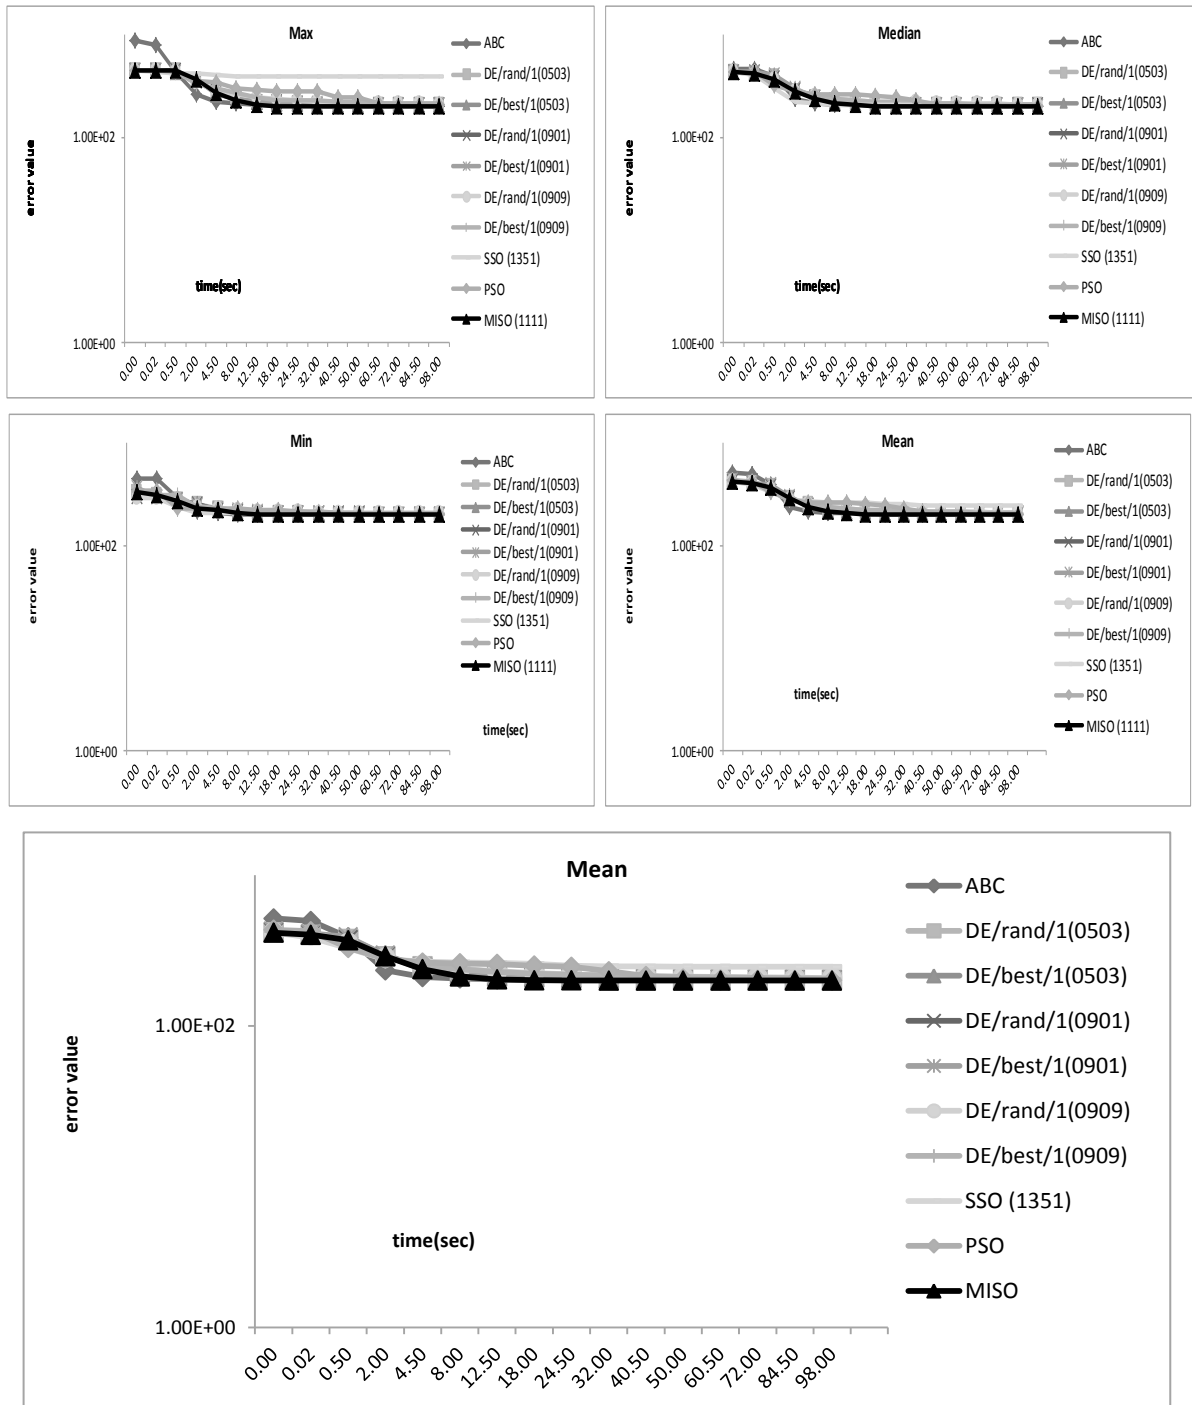 Max
1.00E+02
1.00E+00
error value
time(sec)
0.00 0.02 0.50 2.00 4.50 8.00 12.50 18.00 24.50 32.00 40.50 50.00 60.50 72.00 84.50 98.00
ABC
DE/rand/1(0503)
DE/best/1(0503)
DE/rand/1(0901)
DE/best/1(0901)
DE/rand/1(0909)
DE/best/1(0909)
SSO (1351)
PSO
MISO (1111)
Median
1.00E+02
1.00E+00
error value
time(sec)
0.00 0.02 0.50 2.00 4.50 8.00 12.50 18.00 24.50 32.00 40.50 50.00 60.50 72.00 84.50 98.00
ABC
DE/rand/1(0503)
DE/best/1(0503)
DE/rand/1(0901)
DE/best/1(0901)
DE/rand/1(0909)
DE/best/1(0909)
SSO (1351)
PSO
MISO (1111)
Min
1.00E+02
1.00E+00
error value
time(sec)
0.00 0.02 0.50 2.00 4.50 8.00 12.50 18.00 24.50 32.00 40.50 50.00 60.50 72.00 84.50 98.00
ABC
DE/rand/1(0503)
DE/best/1(0503)
DE/rand/1(0901)
DE/best/1(0901)
DE/rand/1(0909)
DE/best/1(0909)
SSO (1351)
PSO
MISO (1111)
Mean
1.00E+02
1.00E+00
error value
time(sec)
0.00 0.02 0.50 2.00 4.50 8.00 12.50 18.00 24.50 32.00 40.50 50.00 60.50 72.00 84.50 98.00
ABC
DE/rand/1(0503)
DE/best/1(0503)
DE/rand/1(0901)
DE/best/1(0901)
DE/rand/1(0909)
DE/best/1(0909)
SSO (1351)
PSO
MISO (1111)
Mean
1.00E+02
1.00E+00
error value
time(sec)
0.00 0.02 0.50 2.00 4.50 8.00 12.50 18.00 24.50 32.00 40.50 50.00 60.50 72.00 84.50 98.00
ABC
DE/rand/1(0503)
DE/best/1(0503)
DE/rand/1(0901)
DE/best/1(0901)
DE/rand/1(0909)
DE/best/1(0909)
SSO (1351)
PSO
MISO